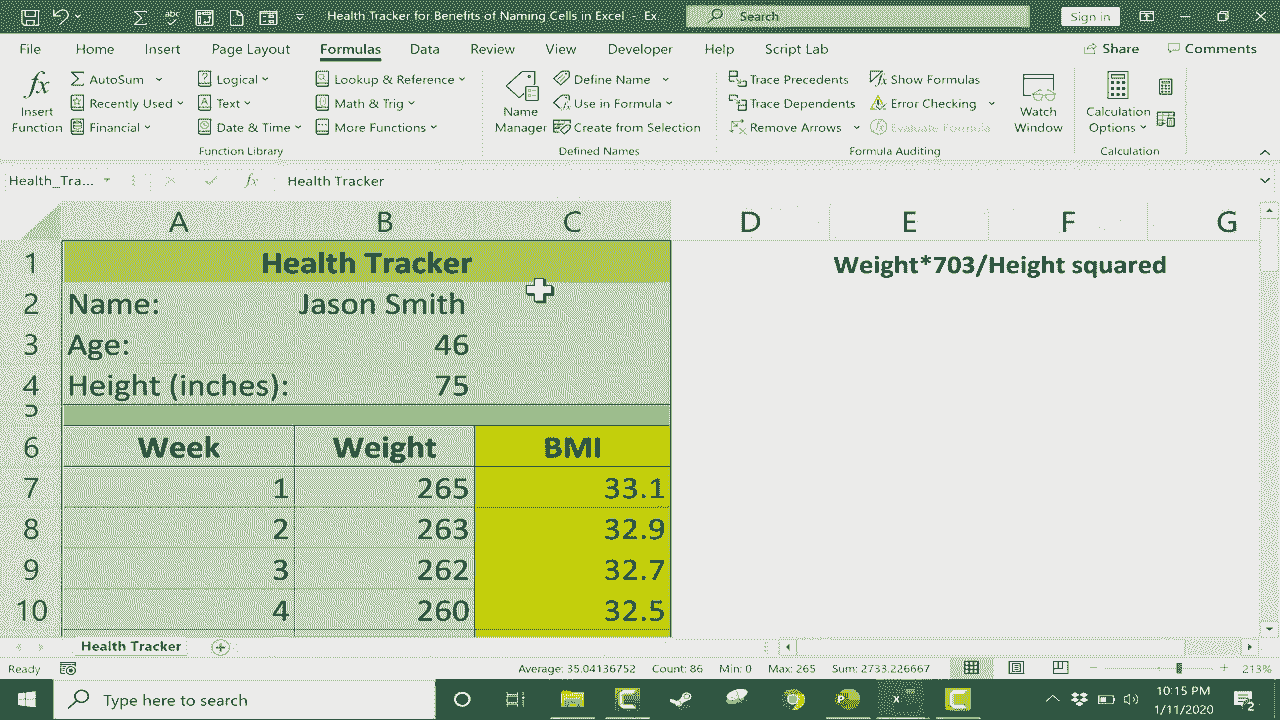 Health Tracker for Benefits of Naming Cells in Excel - Ex
Search
Sign in
File Home Insert Page Layout Formulas Data Review View Developer Help Script Lab Share Comments
AutoSum Logical Lookup & Reference Define Name Trace Precedents Show Formulas
Recently Used Text Math & Trig Use in Formula Trace Dependents Error Checking
Financial Date & Time More Functions Create from Selection Remove Arrows Evaluate Formula
Insert Function
Name Manager
Watch Window
Calculation Options
Function Library Defined Names Formula Auditing Calculation
Health_Tra... fx Health Tracker
A B C D E F G
1 Health Tracker Weight*703/Height squared
2 Name: Jason Smith
3 Age: 46
4 Height (inches): 75
5
6 Week Weight BMI
7 1 265 33.1
8 2 263 32.9
9 3 262 32.7
10 4 260 32.5
Health Tracker
Ready Average: 35.04136752 Count: 86 Min: 0 Max: 265 Sum: 2733.226667 213%
Type here to search
10:15 PM
1/11/2020
2